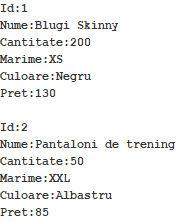 Id:1
Nume:Blugi Skinny
Cantitate:200
Marime:XS
Culoare:Negru
Pret:130
Id:2
Nume:Pantaloni de trening
Cantitate:50
Marime:XXL
Culoare:Albastru
Pret:85